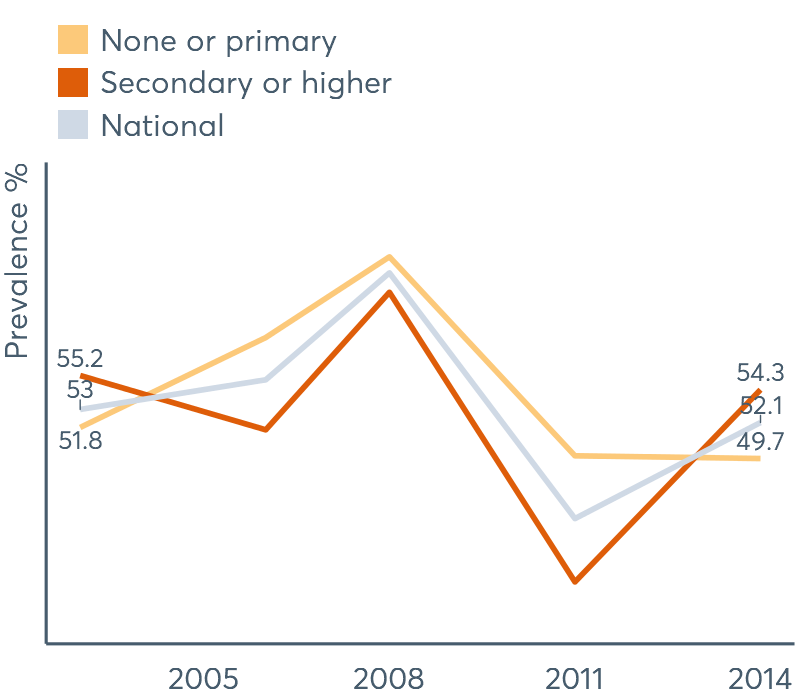 None or primary
Secondary or higher
National
Prevalence %
55.2
53
51.8
54.3
52.1
49.7
2005 2008 2011 2014